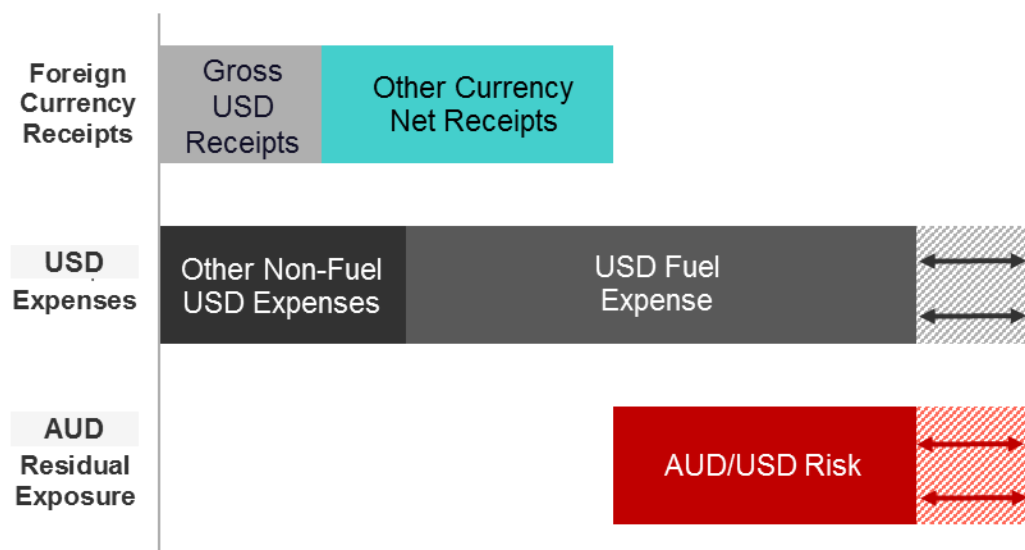 Foreign
Currency
Receipts
Gross
USD
Receipts
Other Currency
Net Receipts
USD
Expenses
Other Non-Fuel
USD Expenses
USD Fuel
Expense
AUD
Residual
Exposure
AUD/USD Risk